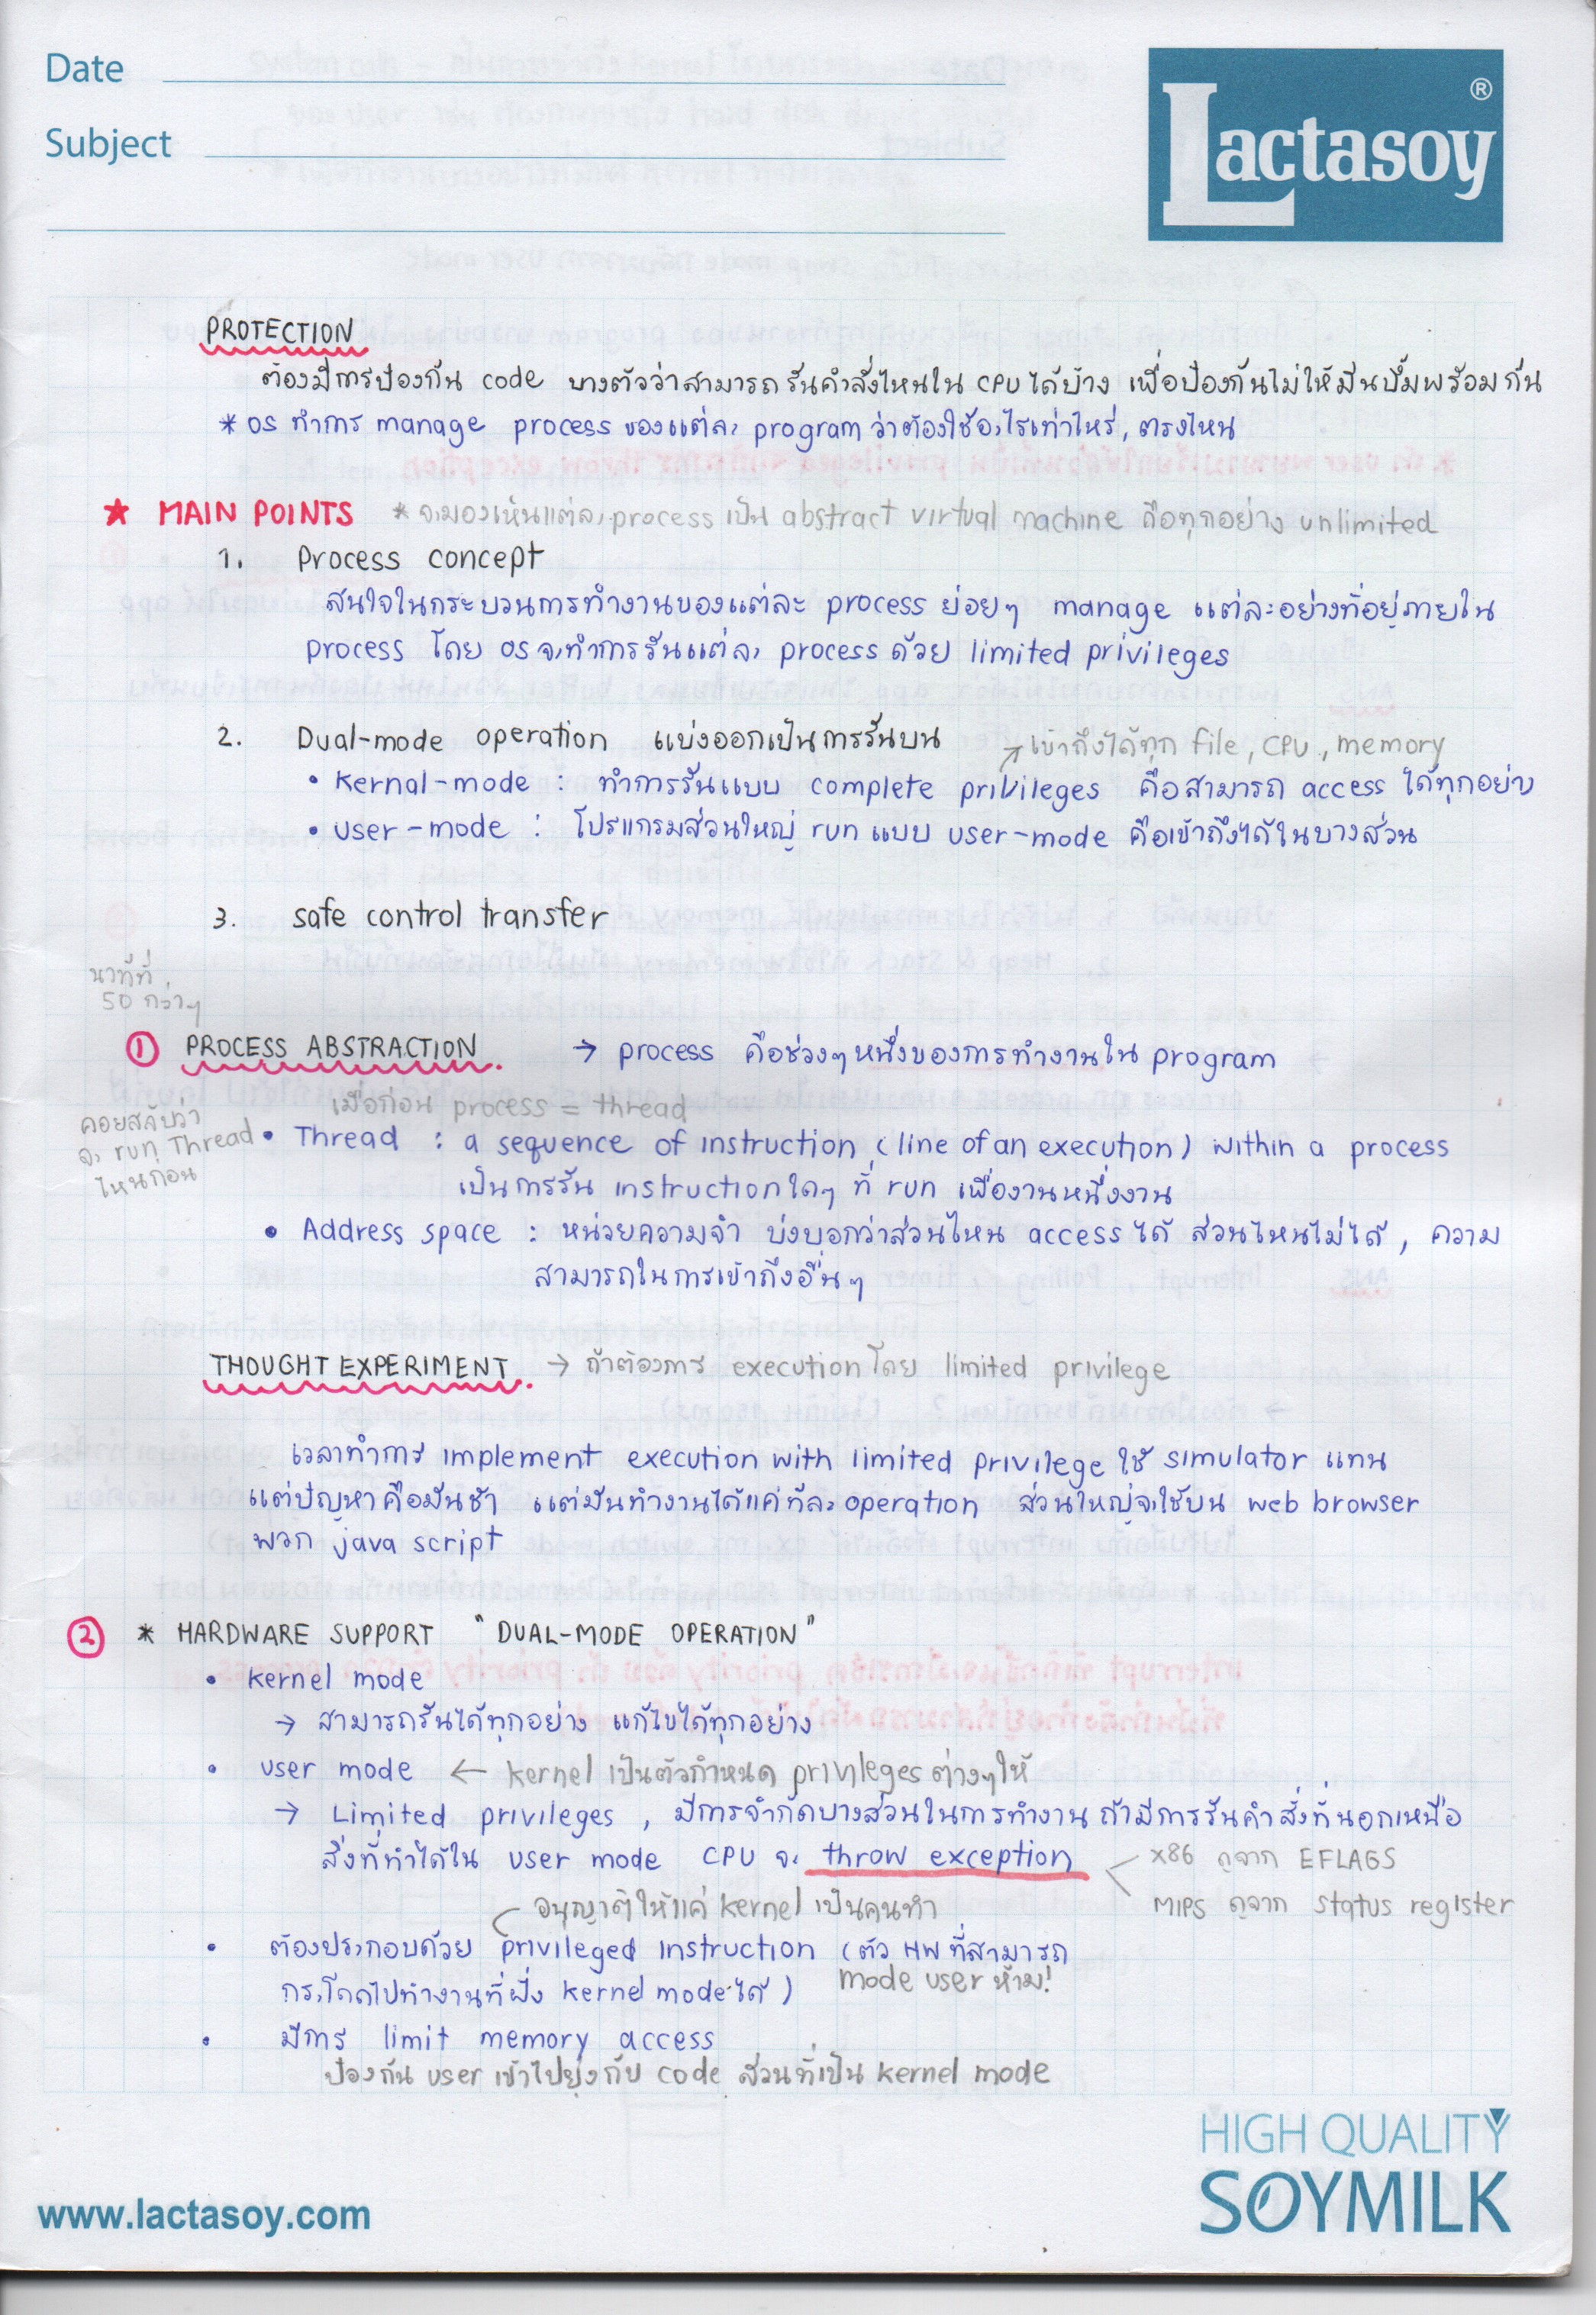 Date
Subject
Lactasoy ®
PROTECTION
ต้องมีการป้องกัน code บางตัวว่าสามารถรันคำสั่งไหนใน CPU ได้บ้าง เพื่อป้องกันไม่ให้มันบึ้มพร้อมกัน
* OS ทำการ manage process ของแต่ละ program ว่าต้องใช้อะไรเท่าไหร่, ตรงไหน
★ MAIN POINTS * จะมองเห็นแต่ละ process เป็น abstract virtual machine คือทุกอย่าง unlimited
1. Process concept
สนใจในกระบวนการทำงานของแต่ละ process ย่อยๆ manage แต่ละอย่างที่อยู่ภายใน
process โดย OS จะทำการรันแต่ละ process ด้วย limited privileges
2. Dual-mode operation แบ่งออกเป็นการรันบน
↗ เข้าถึงได้ทุก file, CPU, memory
• Kernal-mode : ทำการรันแบบ complete privileges คือสามารถ access ได้ทุกอย่าง
• User-mode : โปรแกรมส่วนใหญ่ run แบบ user-mode คือเข้าถึงได้ในบางส่วน
3. safe control transfer
นาทีที่
50 กว่าๆ
① PROCESS ABSTRACTION → process คือช่วงๆหนึ่งของการทำงานใน program
เมื่อก่อน process = thread
คอยสลับว่า
จะ run Thread
ไหนก่อน
• Thread : a sequence of instruction (line of an execution) within a process
เป็นการรัน instruction ใดๆ ที่ run เพื่องานหนึ่งงาน
• Address space : หน่วยความจำ บ่งบอกว่าส่วนไหน access ได้ ส่วนไหนไม่ได้, ความ
สามารถในการเข้าถึงอื่นๆ
THOUGHT EXPERIMENT → ถ้าต้องการ execution โดย limited privilege
เวลาทำการ implement execution with limited privilege ใช้ simulator แทน
แต่ปัญหาคือมันช้า แต่มันทำงานได้แค่ทีละ operation ส่วนใหญ่จะใช้บน web browser
พวก java script
② * HARDWARE SUPPORT "DUAL-MODE OPERATION"
• kernel mode
→ สามารถรันได้ทุกอย่าง แก้ไขได้ทุกอย่าง
• user mode ← kernel เป็นตัวกำหนด privileges ต่างๆให้
→ Limited privileges , มีการจำกัดบางส่วนในการทำงาน ถ้ามีการรันคำสั่งที่นอกเหนือ
สิ่งที่ทำได้ใน user mode CPU จะ throw exception
x86 ดูจาก EFLAGS
MIPS ดูจาก status register
อนุญาติให้แค่ kernel เป็นคนทำ
• ต้องประกอบด้วย privileged instruction (ตัว HW ที่สามารถ
กระโดดไปทำงานที่ฝั่ง kernel mode ได้) mode user ห้าม!
• มีการ limit memory access
ป้องกัน user เข้าไปยุ่งกับ code ส่วนที่เป็น kernel mode
HIGH QUALITY
SOYMILK
www.lactasoy.com